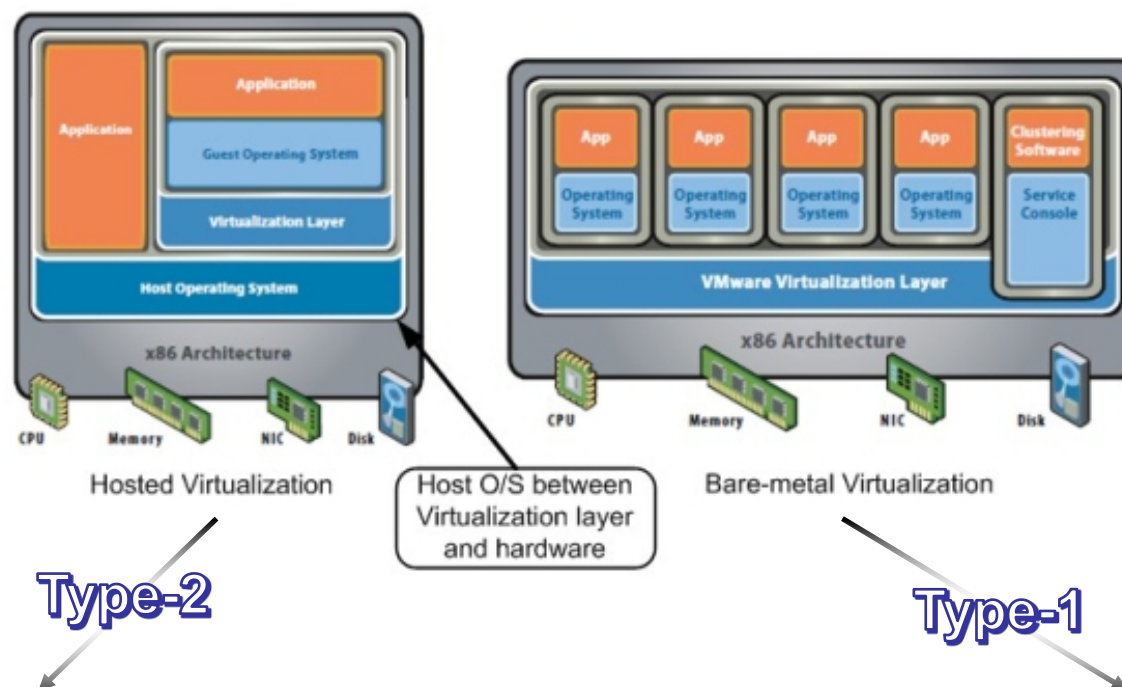 Application
Application
Guest Operating System
Virtualization Layer
Host Operating System
x86 Architecture
CPU
Memory
NIC
Disk
Hosted Virtualization
Host O/S between
Virtualization layer
and hardware
Type-2
App
App
App
App
Clustering
Software
Operating
System
Operating
System
Operating
System
Operating
System
Service
Console
VMware Virtualization Layer
x86 Architecture
CPU
Memory
NIC
Disk
Bare-metal Virtualization
Type-1